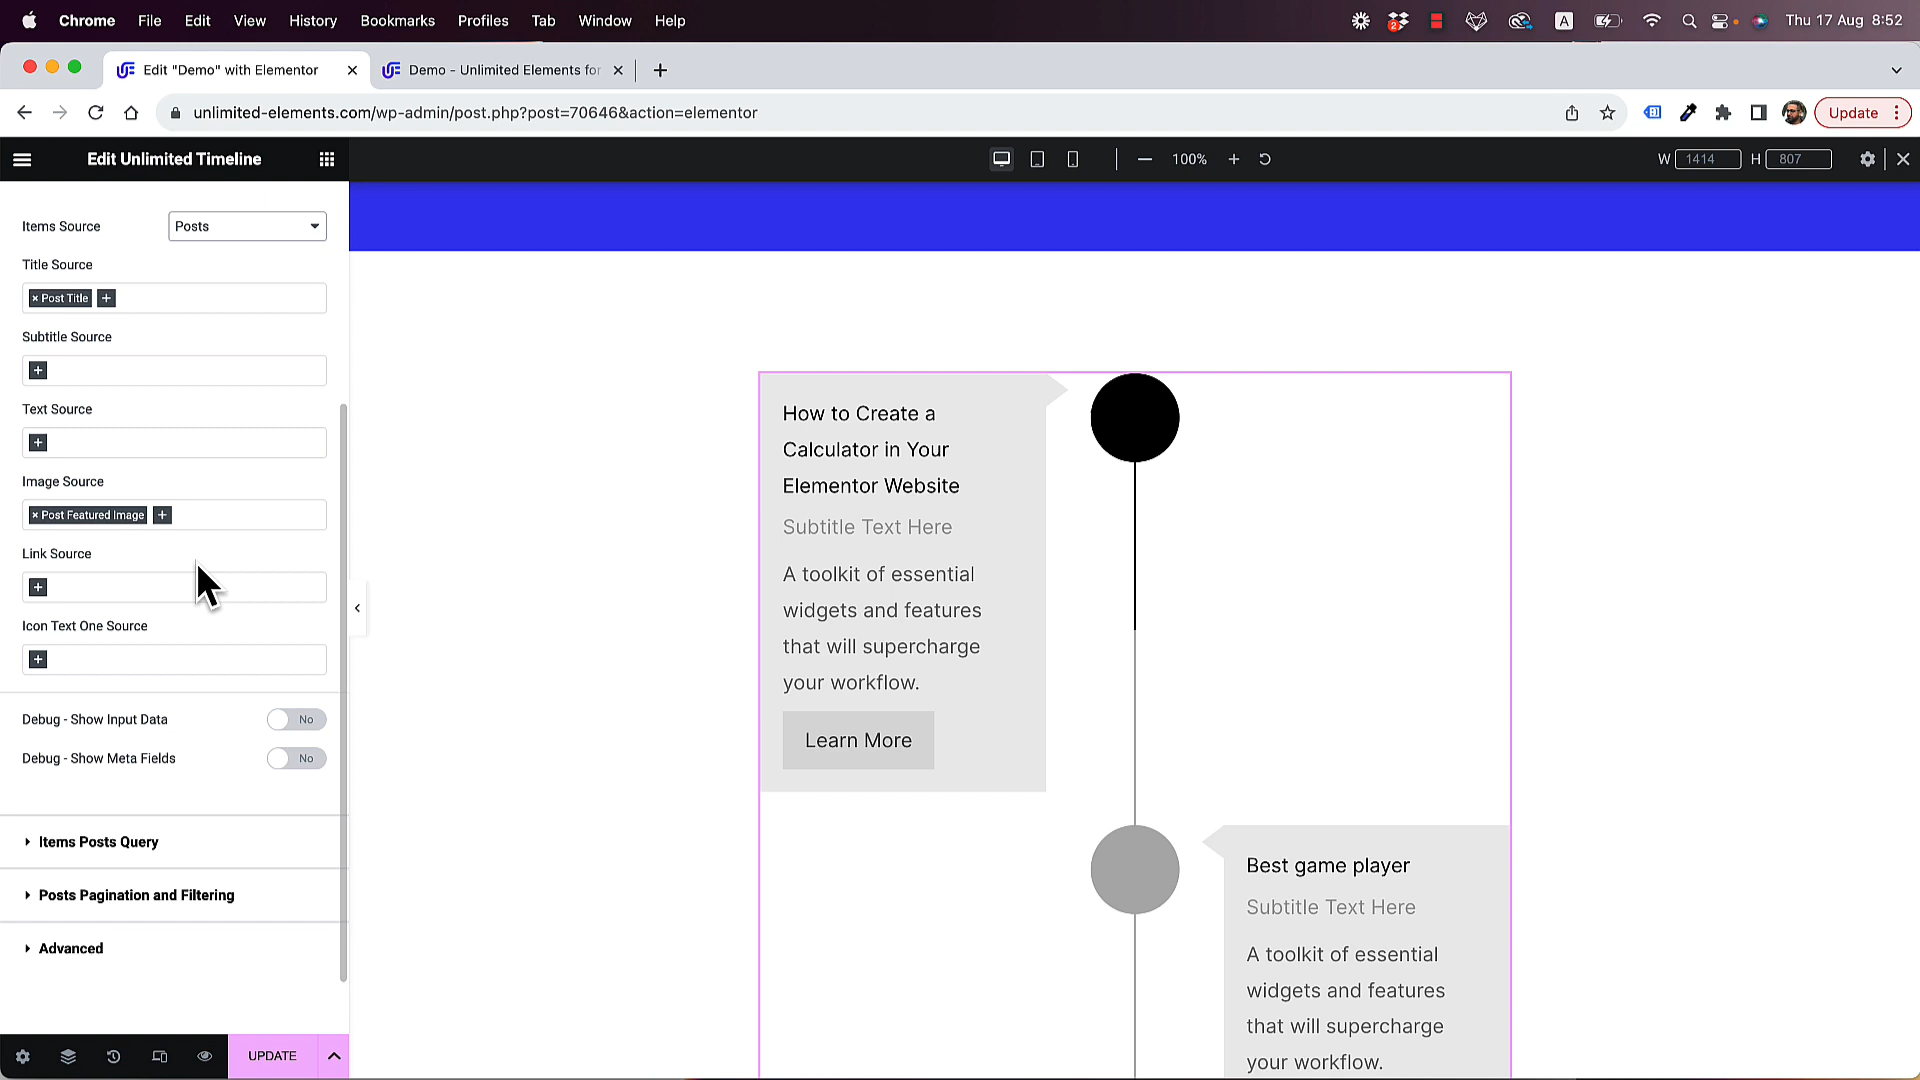 Chrome File Edit View History Bookmarks Profiles Tab Window Help
2 A Thu 17 Aug 8:52
Edit "Demo" with Elementor
Demo - Unlimited Elements for
unlimited-elements.com/wp-admin/post.php?post=70646&action=elementor
Update
Edit Unlimited Timeline
100%
W 1414 H 807
Items Source Posts
Title Source
× Post Title +
Subtitle Source
+
Text Source
+
Image Source
× Post Featured Image +
Link Source
+
Icon Text One Source
+
Debug - Show Input Data No
Debug - Show Meta Fields No
Items Posts Query
Posts Pagination and Filtering
Advanced
UPDATE
How to Create a
Calculator in Your
Elementor Website
Subtitle Text Here
A toolkit of essential
widgets and features
that will supercharge
your workflow.
Learn More
Best game player
Subtitle Text Here
A toolkit of essential
widgets and features
that will supercharge
your workflow.